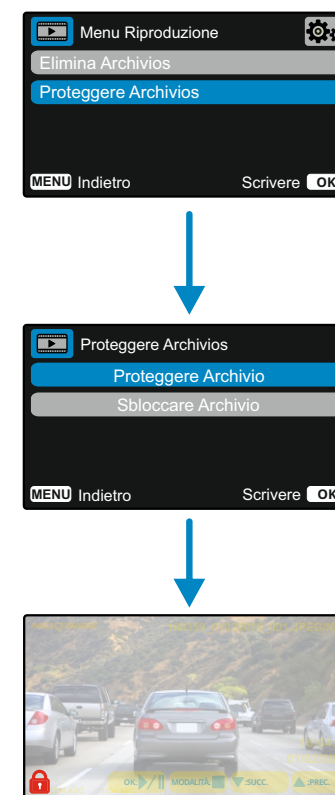 Menu Riproduzione
Elimina Archivios
Proteggere Archivios
MENU Indietro Scrivere OK
Proteggere Archivios
Proteggere Archivio
Sbloccare Archivio
MENU Indietro Scrivere OK
OK: MODALITÀ: :SUCC. :PREC.